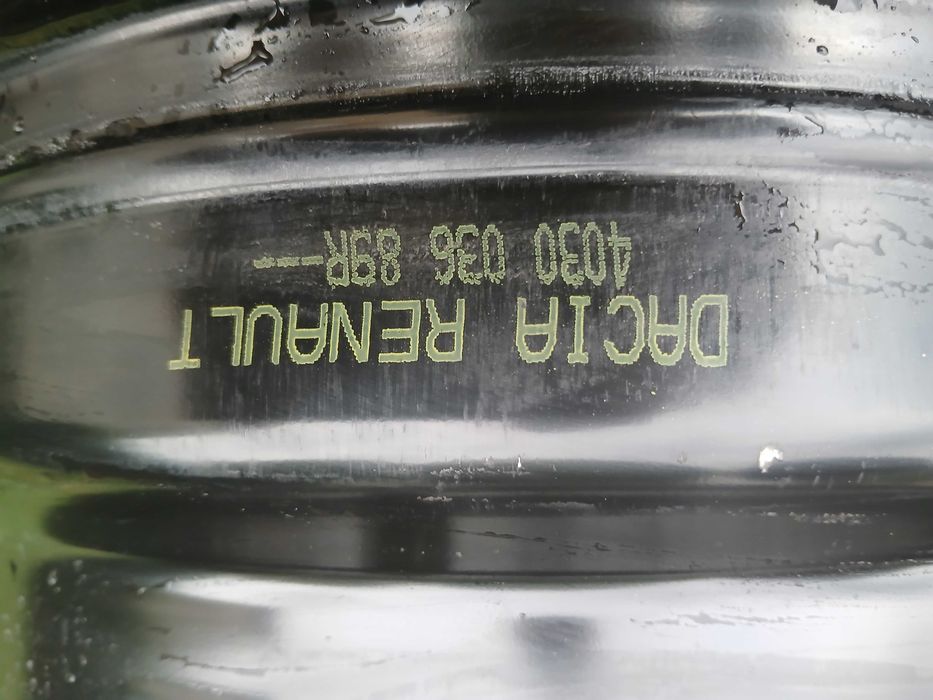 DACIA RENAULT
4030 036 89R---